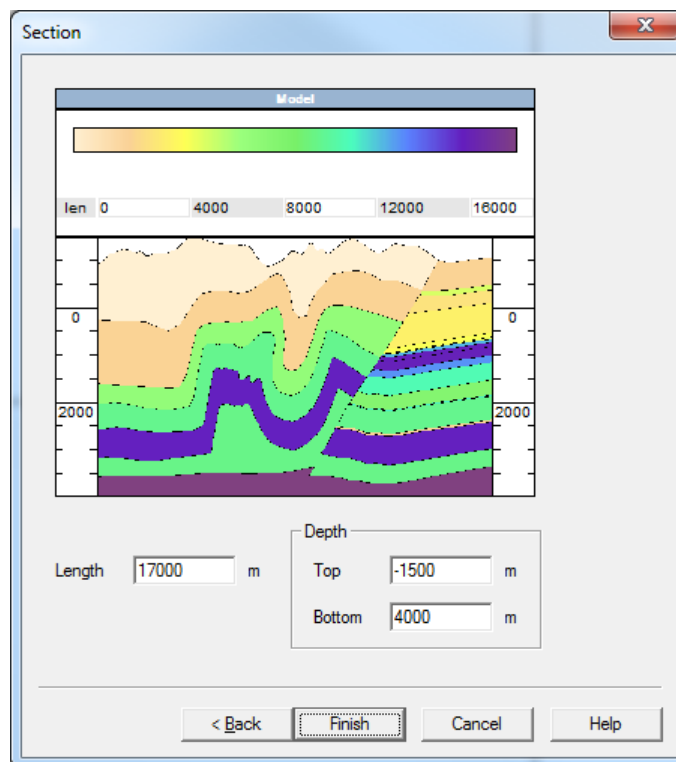 Section
Model
len 0 4000 8000 12000 16000
0 0
2000 2000
Depth
Length 17000 m Top -1500 m
Bottom 4000 m
< Back Finish Cancel Help